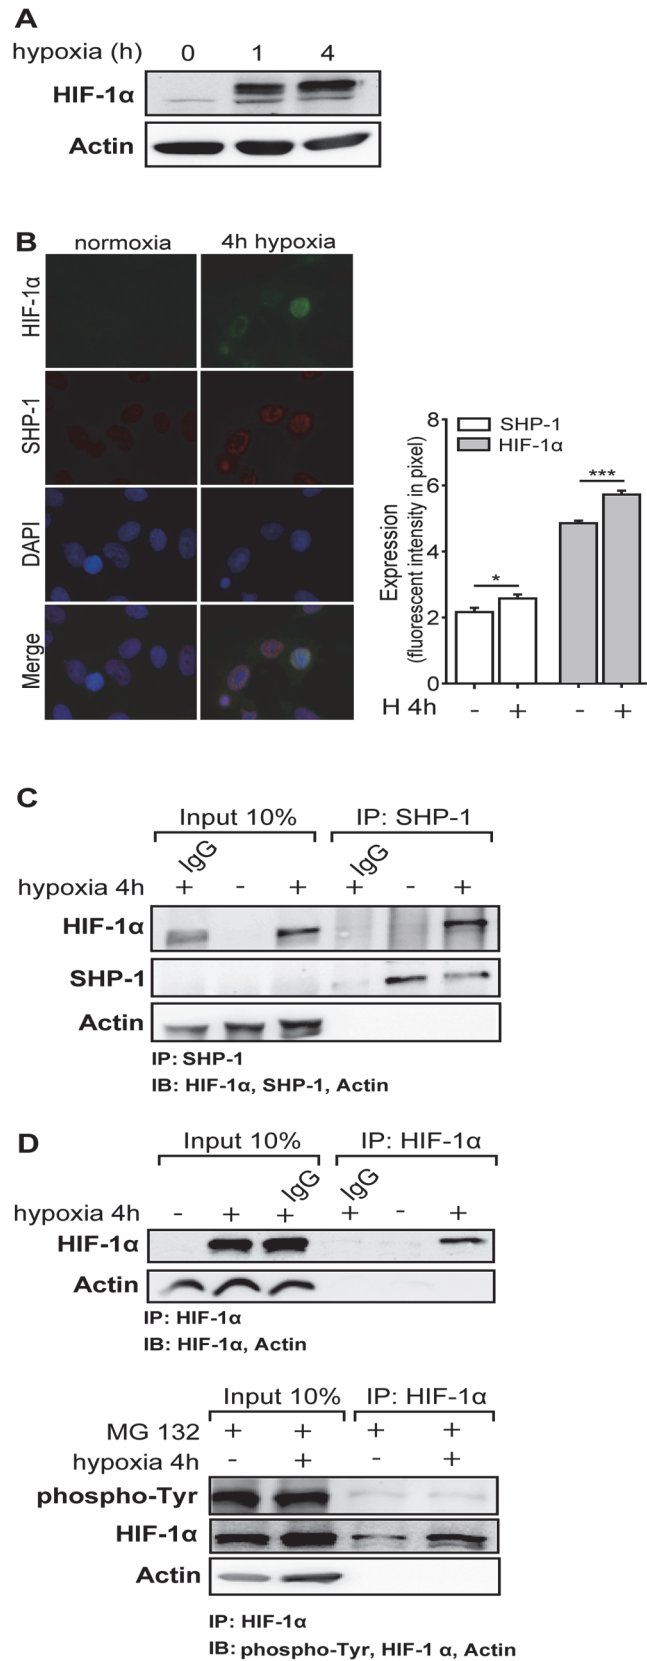 A
hypoxia (h) 0 1 4
HIF-1α
Actin
B
normoxia 4h hypoxia
HIF-1α
SHP-1
DAPI
Merge
Expression
(fluorescent intensity in pixel)
8
6
4
2
0
SHP-1
HIF-1α
*
***
H 4h - + - +
C
Input 10% IP: SHP-1
IgG IgG
hypoxia 4h + - + + - +
HIF-1α
SHP-1
Actin
IP: SHP-1
IB: HIF-1α, SHP-1, Actin
D
Input 10% IP: HIF-1α
IgG IgG
hypoxia 4h - + + + - +
HIF-1α
Actin
IP: HIF-1α
IB: HIF-1α, Actin
Input 10% IP: HIF-1α
MG 132 + + + +
hypoxia 4h - + - +
phospho-Tyr
HIF-1α
Actin
IP: HIF-1α
IB: phospho-Tyr, HIF-1 α, Actin